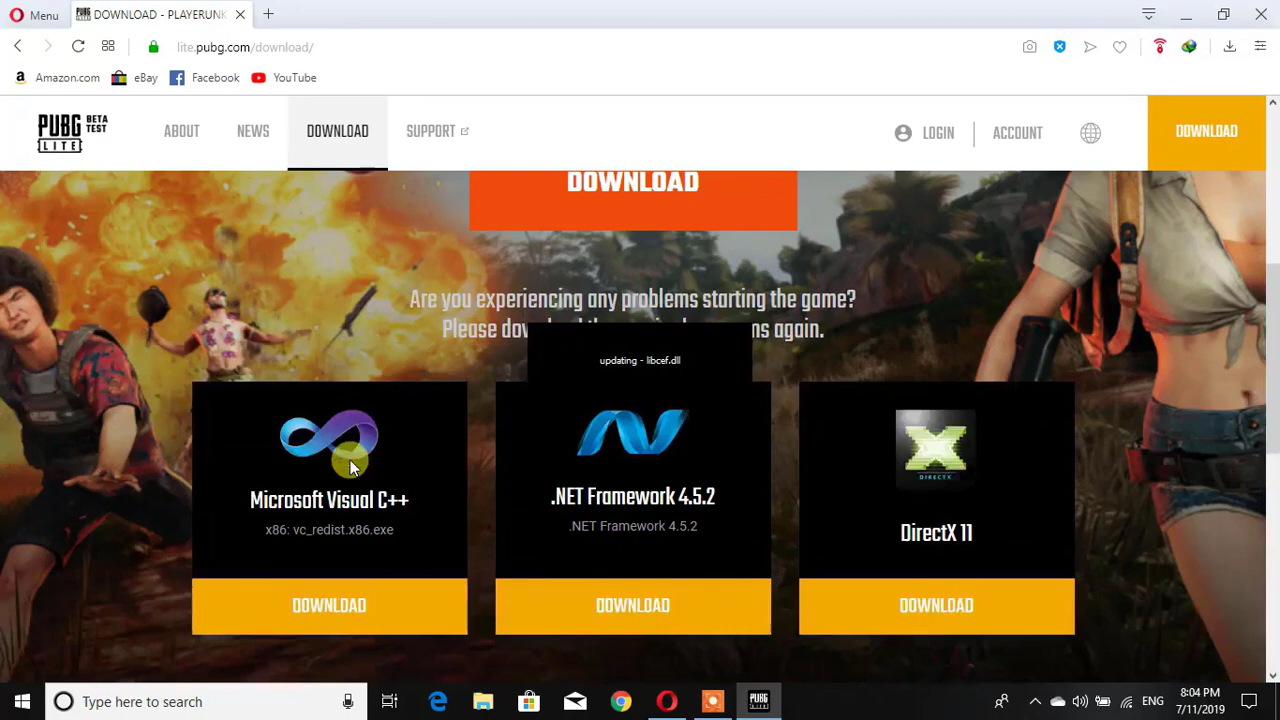 Menu
DOWNLOAD - PLAYERUNK
lite.pubg.com/download/
Amazon.com
eBay
Facebook
YouTube
PUBG LITE BETA TEST
ABOUT
NEWS
DOWNLOAD
SUPPORT
LOGIN
ACCOUNT
DOWNLOAD
DOWNLOAD
Are you experiencing any problems starting the game?
Please dow ms again.
updating - libcef.dll
Microsoft Visual C++
x86: vc_redist.x86.exe
DOWNLOAD
.NET Framework 4.5.2
.NET Framework 4.5.2
DOWNLOAD
DIRECTX
DirectX 11
DOWNLOAD
Type here to search
ENG
8:04 PM
7/11/2019